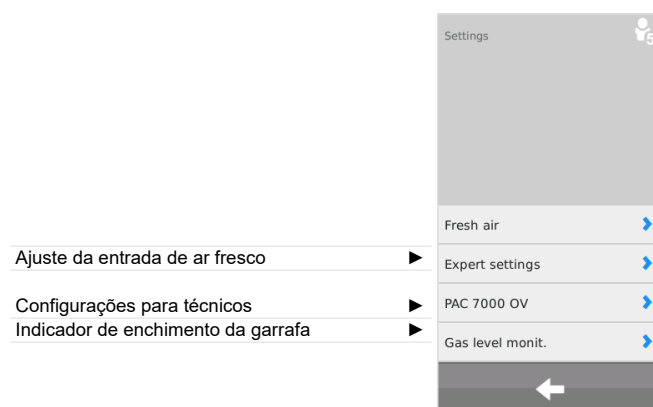 Settings
5
Fresh air
Ajuste da entrada de ar fresco ►
Expert settings
Configurações para técnicos ►
PAC 7000 OV
Indicador de enchimento da garrafa ►
Gas level monit.